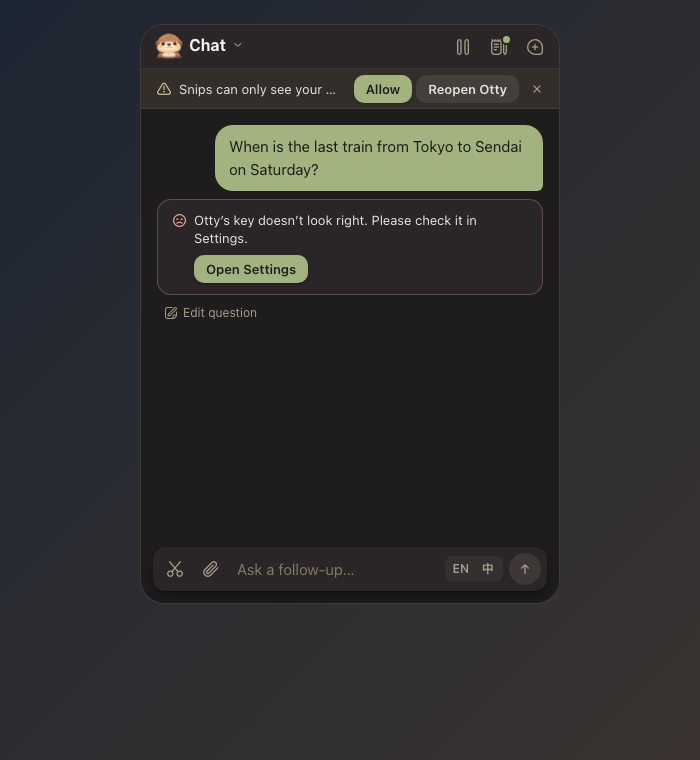 Chat
Snips can only see your ...
Allow
Reopen Otty
When is the last train from Tokyo to Sendai
on Saturday?
Otty’s key doesn’t look right. Please check it in
Settings.
Open Settings
Edit question
Ask a follow-up...
EN 中